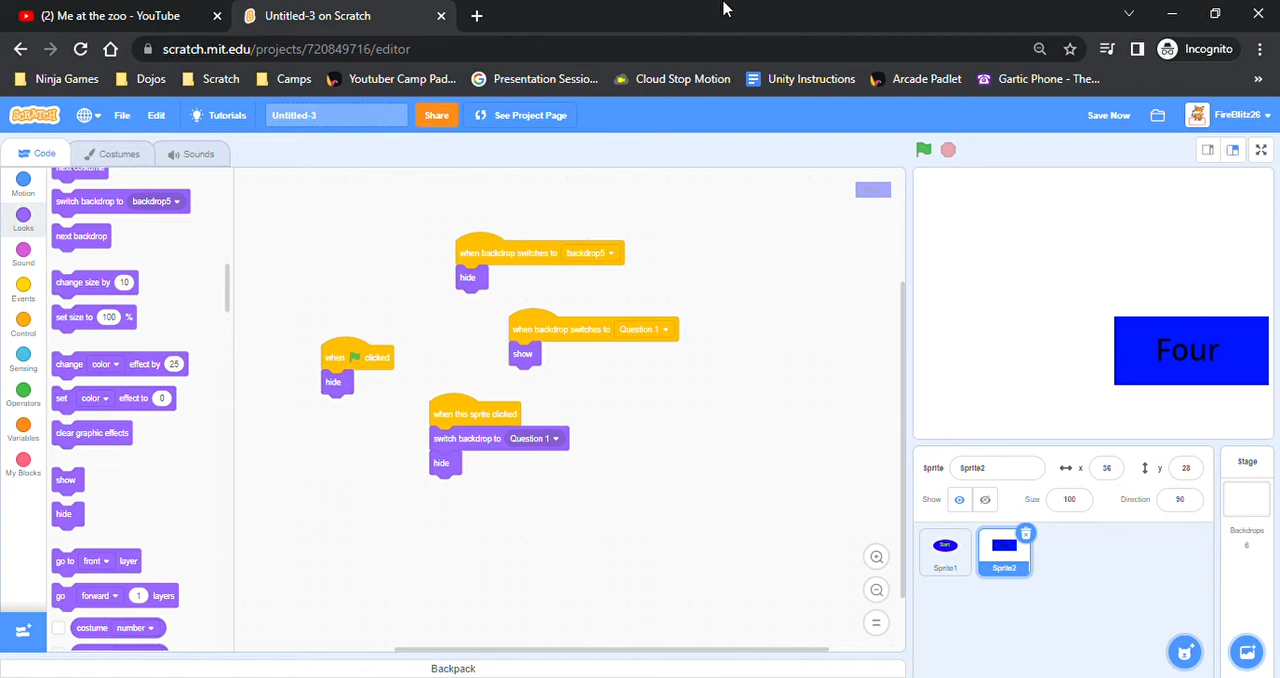 (2) Me at the zoo - YouTube
Untitled-3 on Scratch
scratch.mit.edu/projects/720849716/editor
Incognito
Ninja Games
Dojos
Scratch
Camps
Youtuber Camp Pad...
Presentation Sessio...
Cloud Stop Motion
Unity Instructions
Arcade Padlet
Gartic Phone - The...
SCRATCH
File
Edit
Tutorials
Untitled-3
Share
See Project Page
Save Now
FireBlitz26
Code
Costumes
Sounds
Motion
Looks
Sound
Events
Control
Sensing
Operators
Variables
My Blocks
next costume
switch backdrop to backdrop5
next backdrop
change size by 10
set size to 100 %
change color effect by 25
set color effect to 0
clear graphic effects
show
hide
go to front layer
go forward 1 layers
costume number
when backdrop switches to backdrop5
hide
when backdrop switches to Question 1
show
when clicked
hide
when this sprite clicked
switch backdrop to Question 1
hide
Backpack
Four
Sprite Sprite2 x 36 y 28
Show Size 100 Direction 90
Start
Sprite1
Sprite2
Stage
Backdrops
6